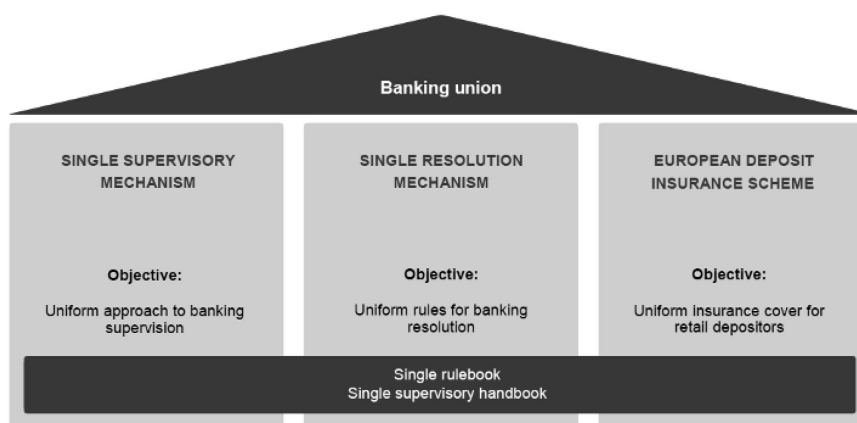 Banking union
SINGLE SUPERVISORY
MECHANISM
Objective:
Uniform approach to banking
supervision
SINGLE RESOLUTION
MECHANISM
Objective:
Uniform rules for banking
resolution
EUROPEAN DEPOSIT
INSURANCE SCHEME
Objective:
Uniform insurance cover for
retail depositors
Single rulebook
Single supervisory handbook